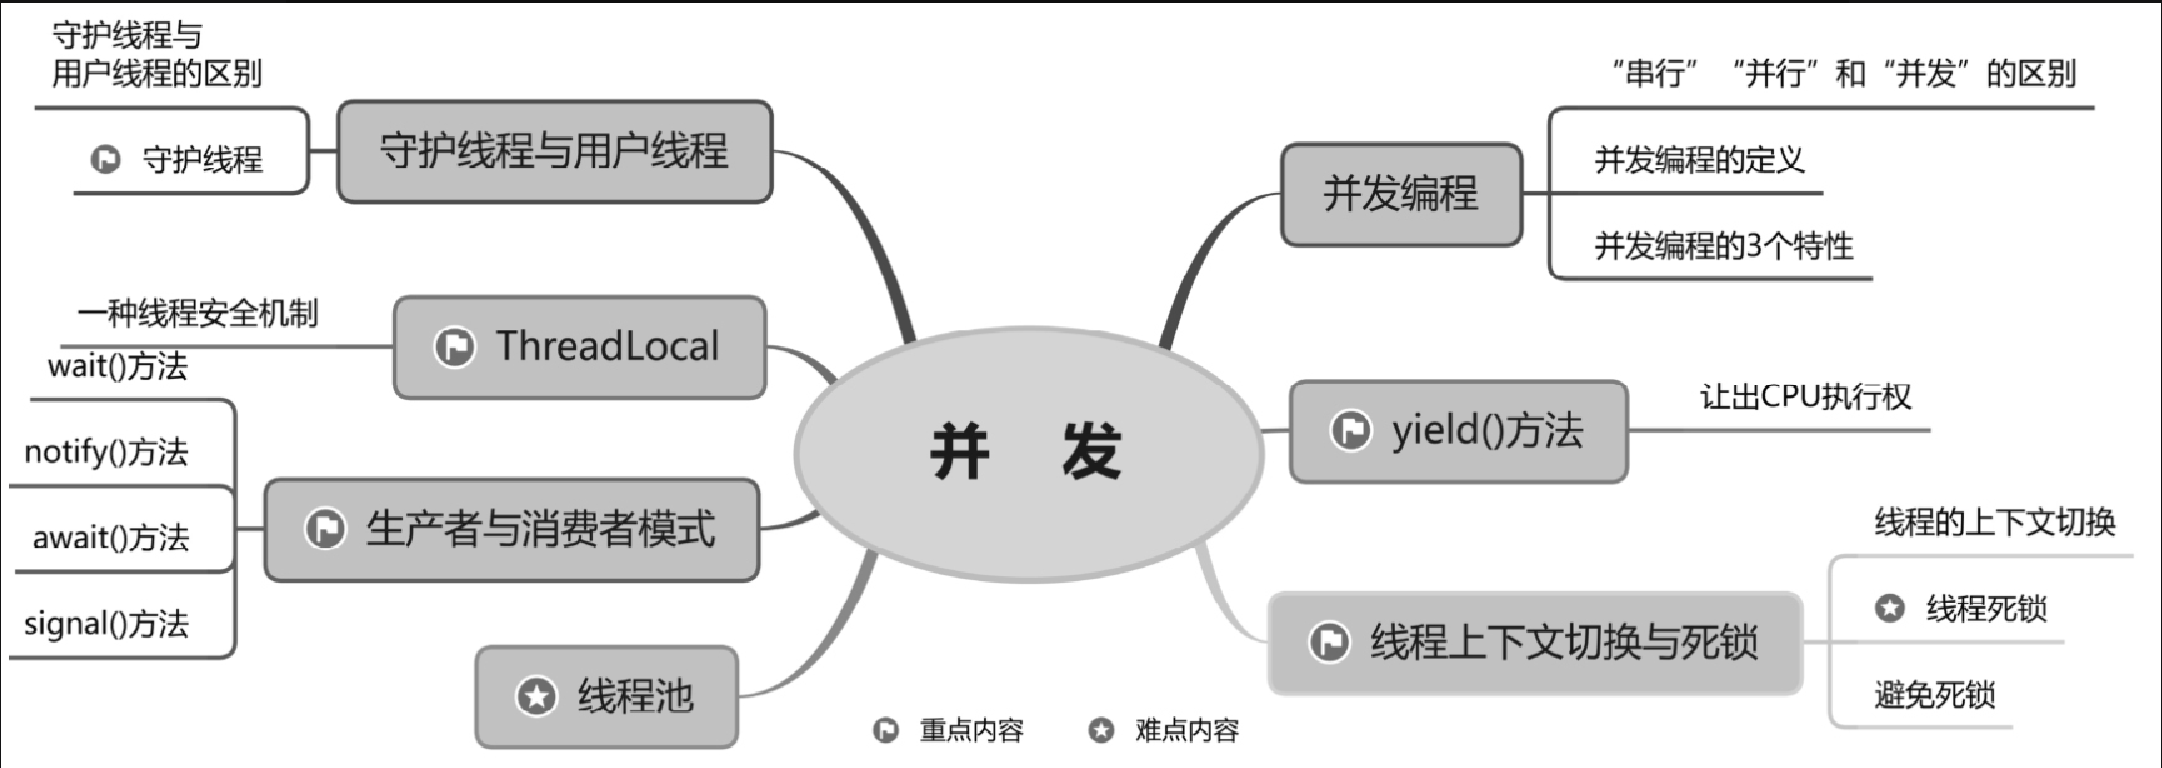 守护线程与
用户线程的区别
守护线程
守护线程与用户线程
一种线程安全机制
ThreadLocal
wait()方法
notify()方法
await()方法
signal()方法
生产者与消费者模式
线程池
并 发
”串行” “并行”和“并发”的区别
并发编程的定义
并发编程的3个特性
并发编程
yield()方法
让出CPU执行权
线程上下文切换与死锁
线程的上下文切换
线程死锁
避免死锁
重点内容
难点内容